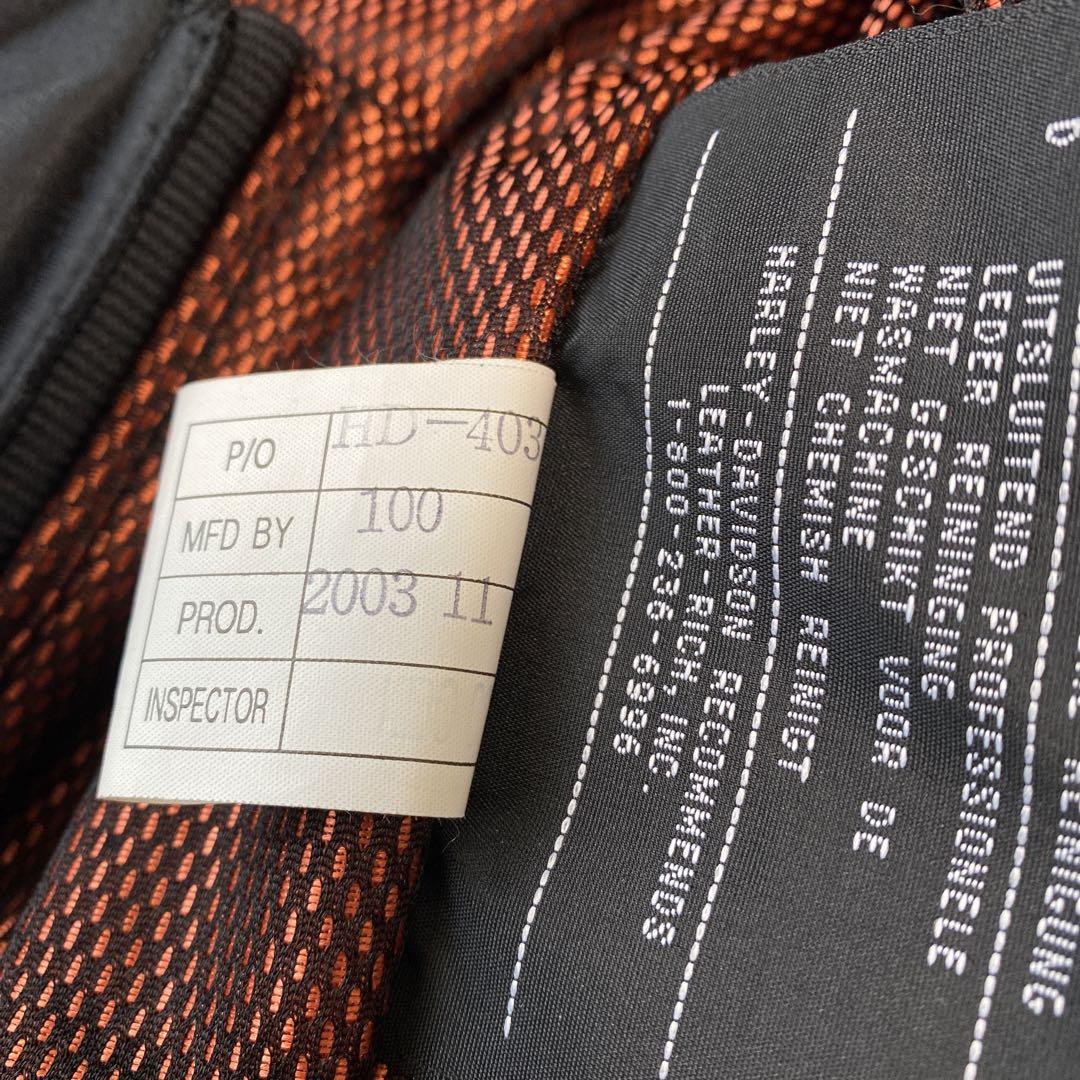 P/O HD-403
MFD BY 100
PROD. 2003 11
INSPECTOR
UITSLUITEND PROFESSIONELE
LEDER REINIGING
NIET GESCHIKT VOOR DE
WASMACHINE
NIET CHEMISH REINIGT
HARLEY-DAVIDSON RECOMMENDS
LEATHER-RICH, INC.
1-800-236-6996